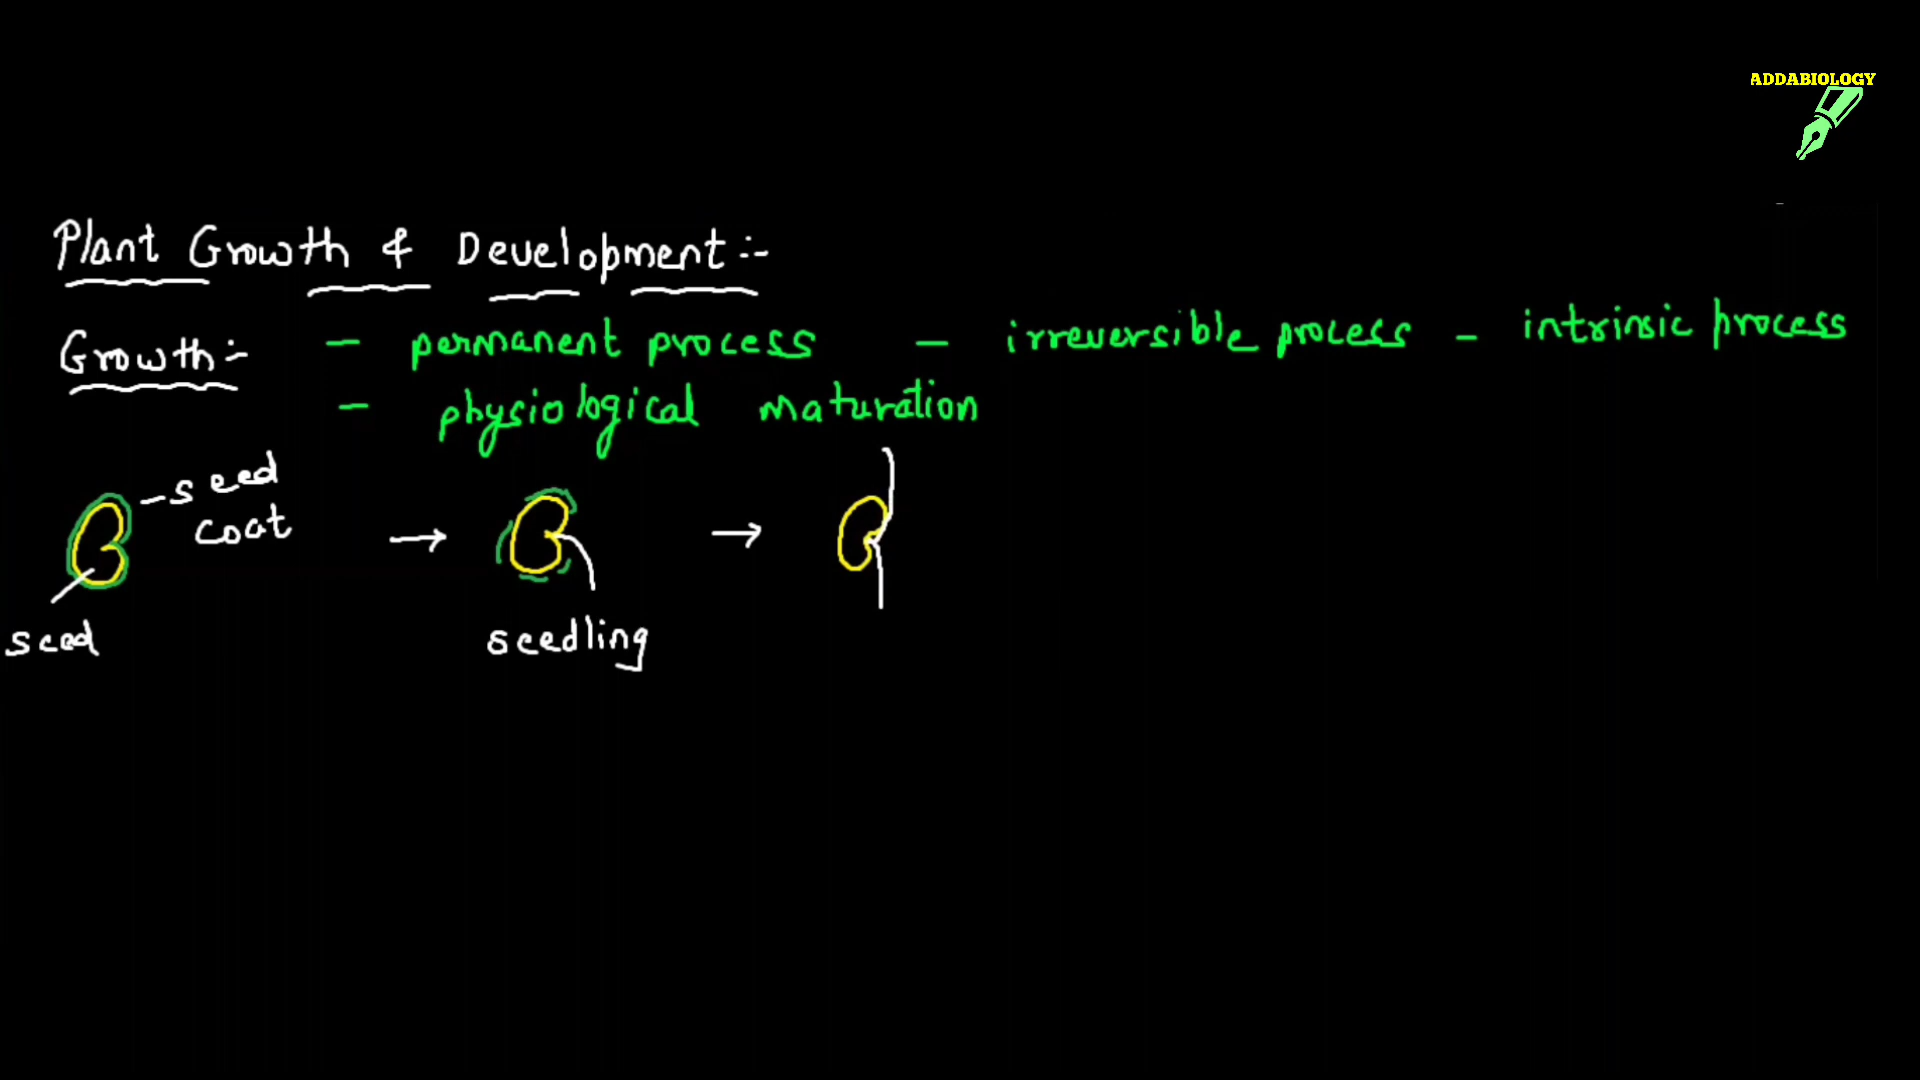 ADDABIOLOGY
Plant Growth & Development:-
Growth:- - permanent process - irreversible process - intrinsic process
- physiological maturation
- seed
coat
→ →
seed
seedling